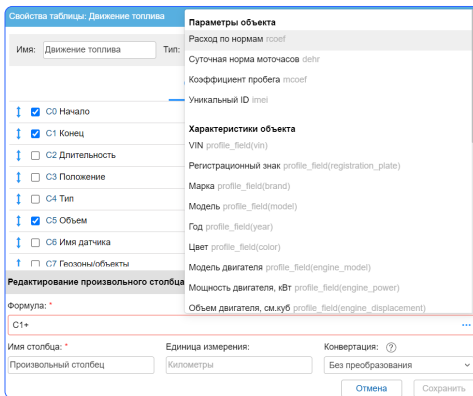 Свойства таблицы: Движение топлива
Имя: Движение топлива Тип:
C0 Начало
C1 Конец
C2 Длительность
C3 Положение
C4 Тип
C5 Объем
C6 Имя датчика
C7 Геозоны/объекты
Параметры объекта
Расход по нормам rcoef
Суточная норма моточасов dehr
Коэффициент пробега mcoef
Уникальный ID imei
Характеристики объекта
VIN profile_field(vin)
Регистрационный знак profile_field(registration_plate)
Марка profile_field(brand)
Модель profile_field(model)
Год profile_field(year)
Цвет profile_field(color)
Модель двигателя profile_field(engine_model)
Мощность двигателя, кВт profile_field(engine_power)
Объем двигателя, см.куб profile_field(engine_displacement)
Редактирование произвольного столбца
Формула: *
C1+ ...
Имя столбца: * Единица измерения: Конвертация: ?
Произвольный столбец Километры Без преобразования
Отмена Сохранить